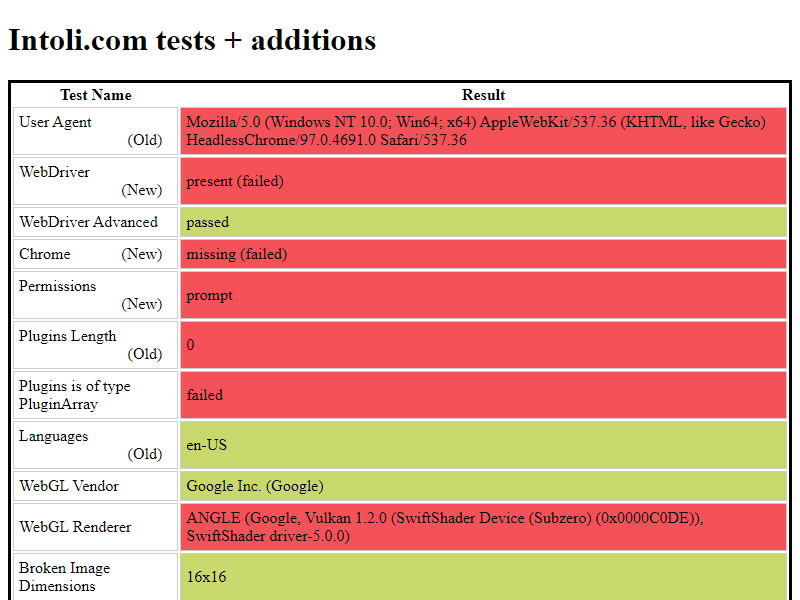 Intoli.com tests + additions
Test Name Result
User Agent
(Old)
Mozilla/5.0 (Windows NT 10.0; Win64; x64) AppleWebKit/537.36 (KHTML, like Gecko)
HeadlessChrome/97.0.4691.0 Safari/537.36
WebDriver
(New)
present (failed)
WebDriver Advanced passed
Chrome (New) missing (failed)
Permissions
(New)
prompt
Plugins Length
(Old)
0
Plugins is of type
PluginArray
failed
Languages
(Old)
en-US
WebGL Vendor Google Inc. (Google)
WebGL Renderer
ANGLE (Google, Vulkan 1.2.0 (SwiftShader Device (Subzero) (0x0000C0DE)),
SwiftShader driver-5.0.0)
Broken Image
Dimensions
16x16